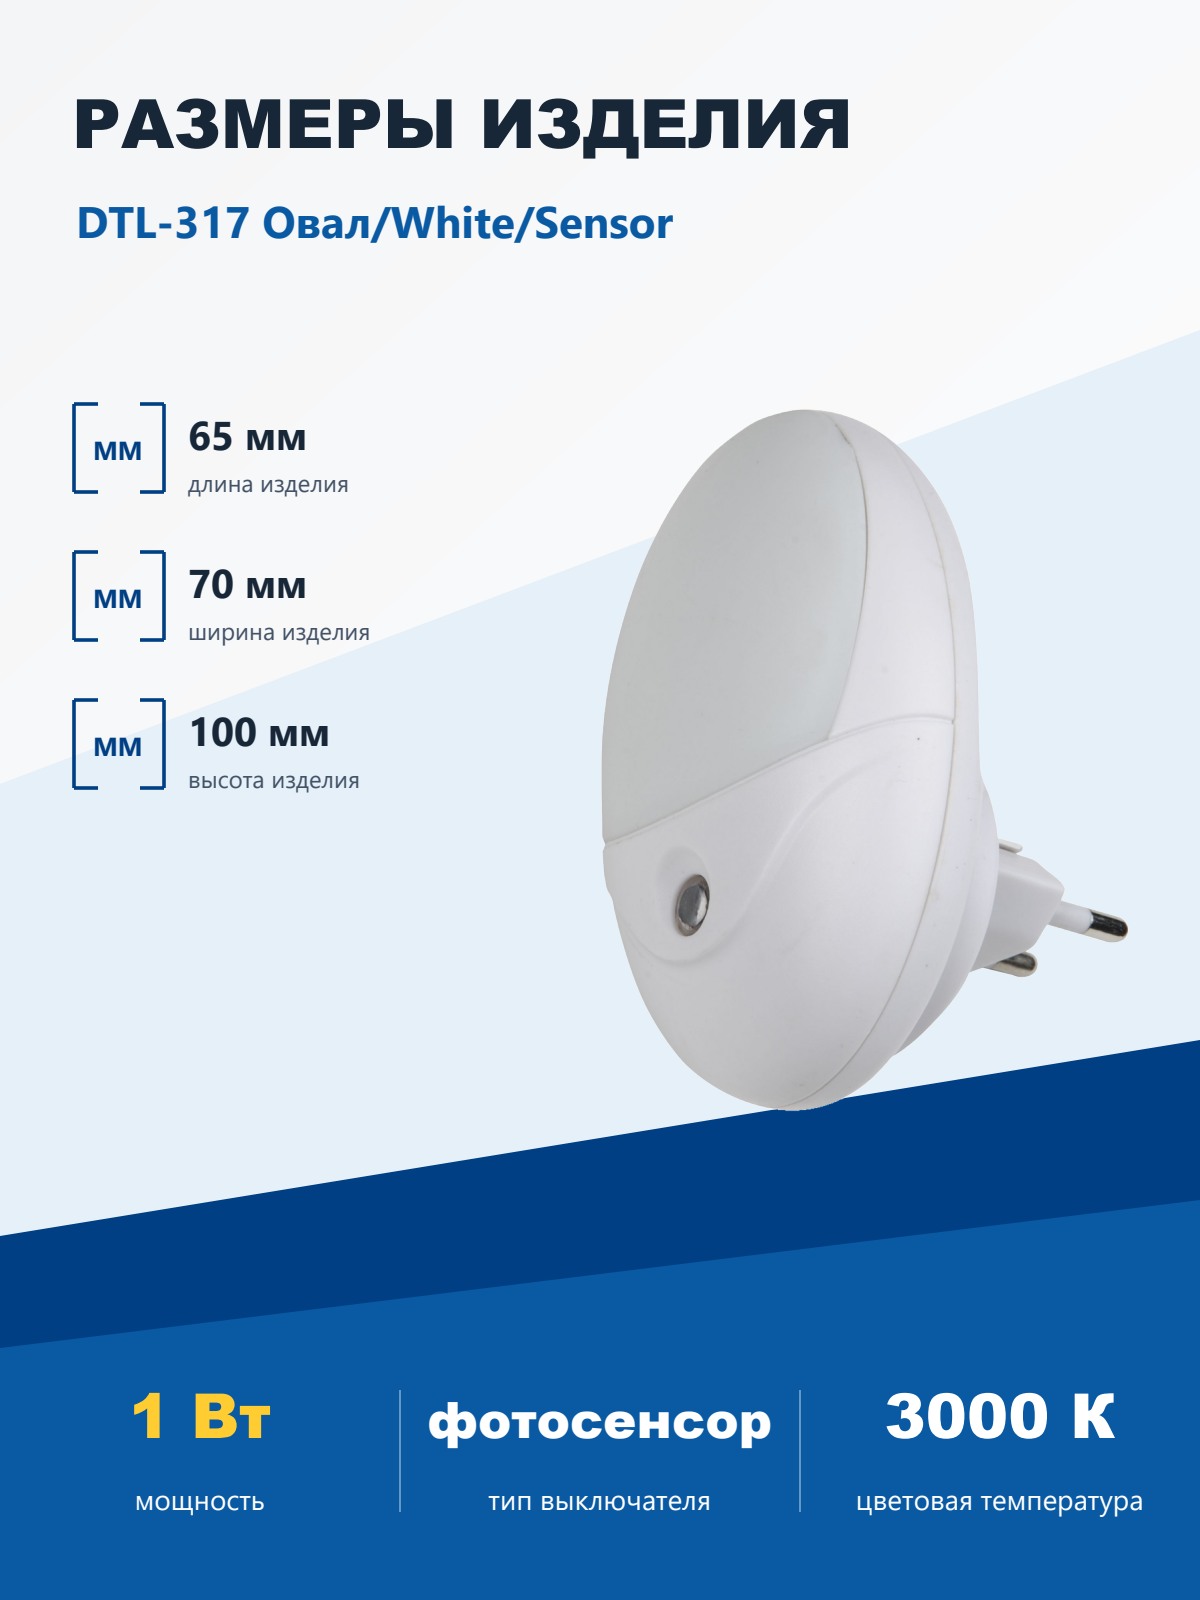 РАЗМЕРЫ ИЗДЕЛИЯ
DTL-317 Овал/White/Sensor
мм
65 мм
длина изделия
мм
70 мм
ширина изделия
мм
100 мм
высота изделия
1 Вт
мощность
фотосенсор
тип выключателя
3000 К
цветовая температура